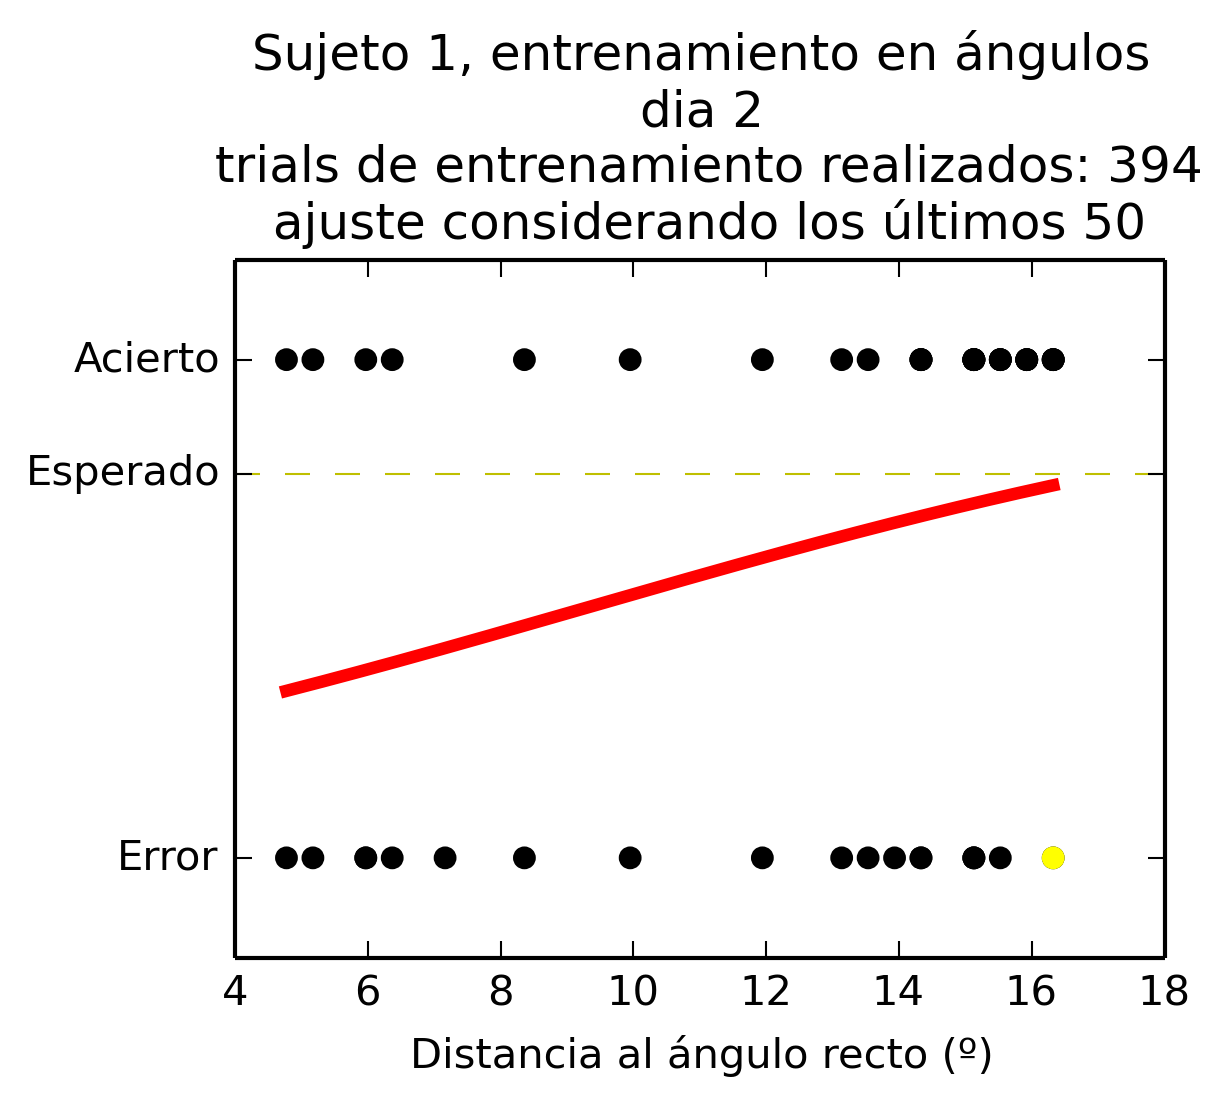 Sujeto 1, entrenamiento en ángulos
dia 2
trials de entrenamiento realizados: 394
ajuste considerando los últimos 50
Acierto
Esperado
Error
4 6 8 10 12 14 16 18
Distancia al ángulo recto (º)